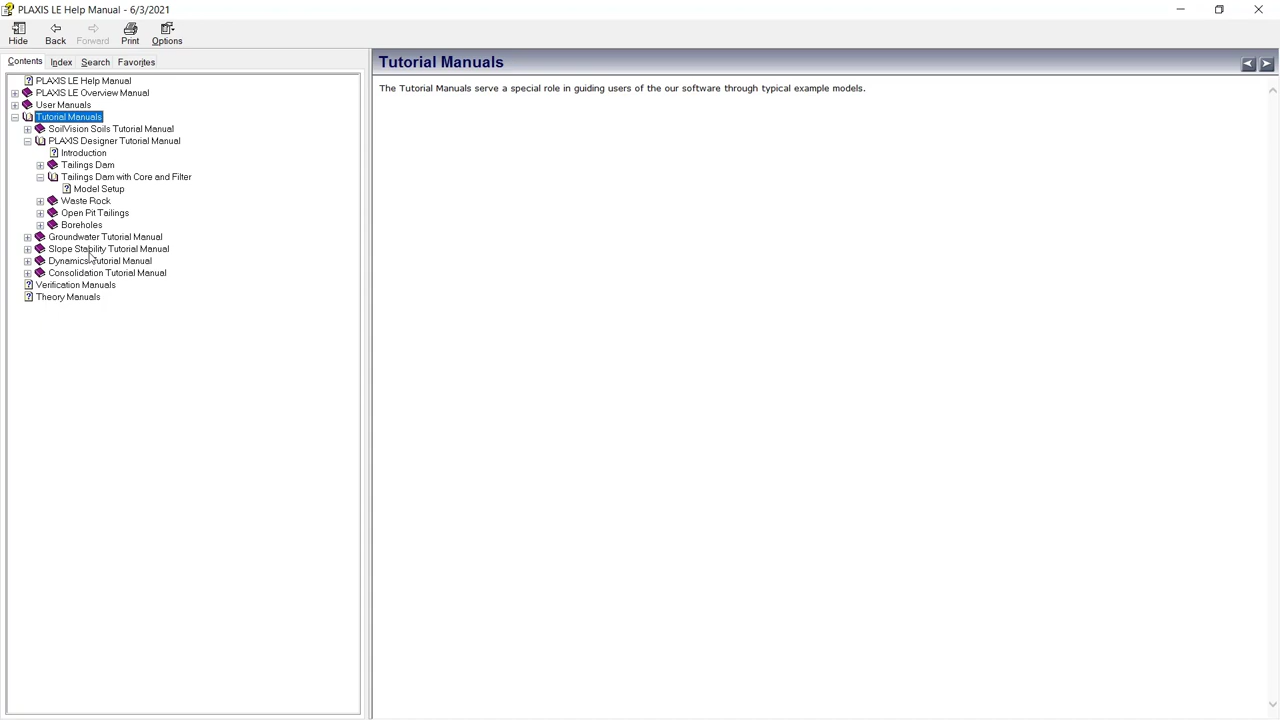 PLAXIS LE Help Manual - 6/3/2021
Hide Back Forward Print Options
Contents Index Search Favorites
PLAXIS LE Help Manual
PLAXIS LE Overview Manual
User Manuals
Tutorial Manuals
SoilVision Soils Tutorial Manual
PLAXIS Designer Tutorial Manual
Introduction
Tailings Dam
Tailings Dam with Core and Filter
Model Setup
Waste Rock
Open Pit Tailings
Boreholes
Groundwater Tutorial Manual
Slope Stability Tutorial Manual
Dynamics Tutorial Manual
Consolidation Tutorial Manual
Verification Manuals
Theory Manuals
Tutorial Manuals
The Tutorial Manuals serve a special role in guiding users of the our software through typical example models.